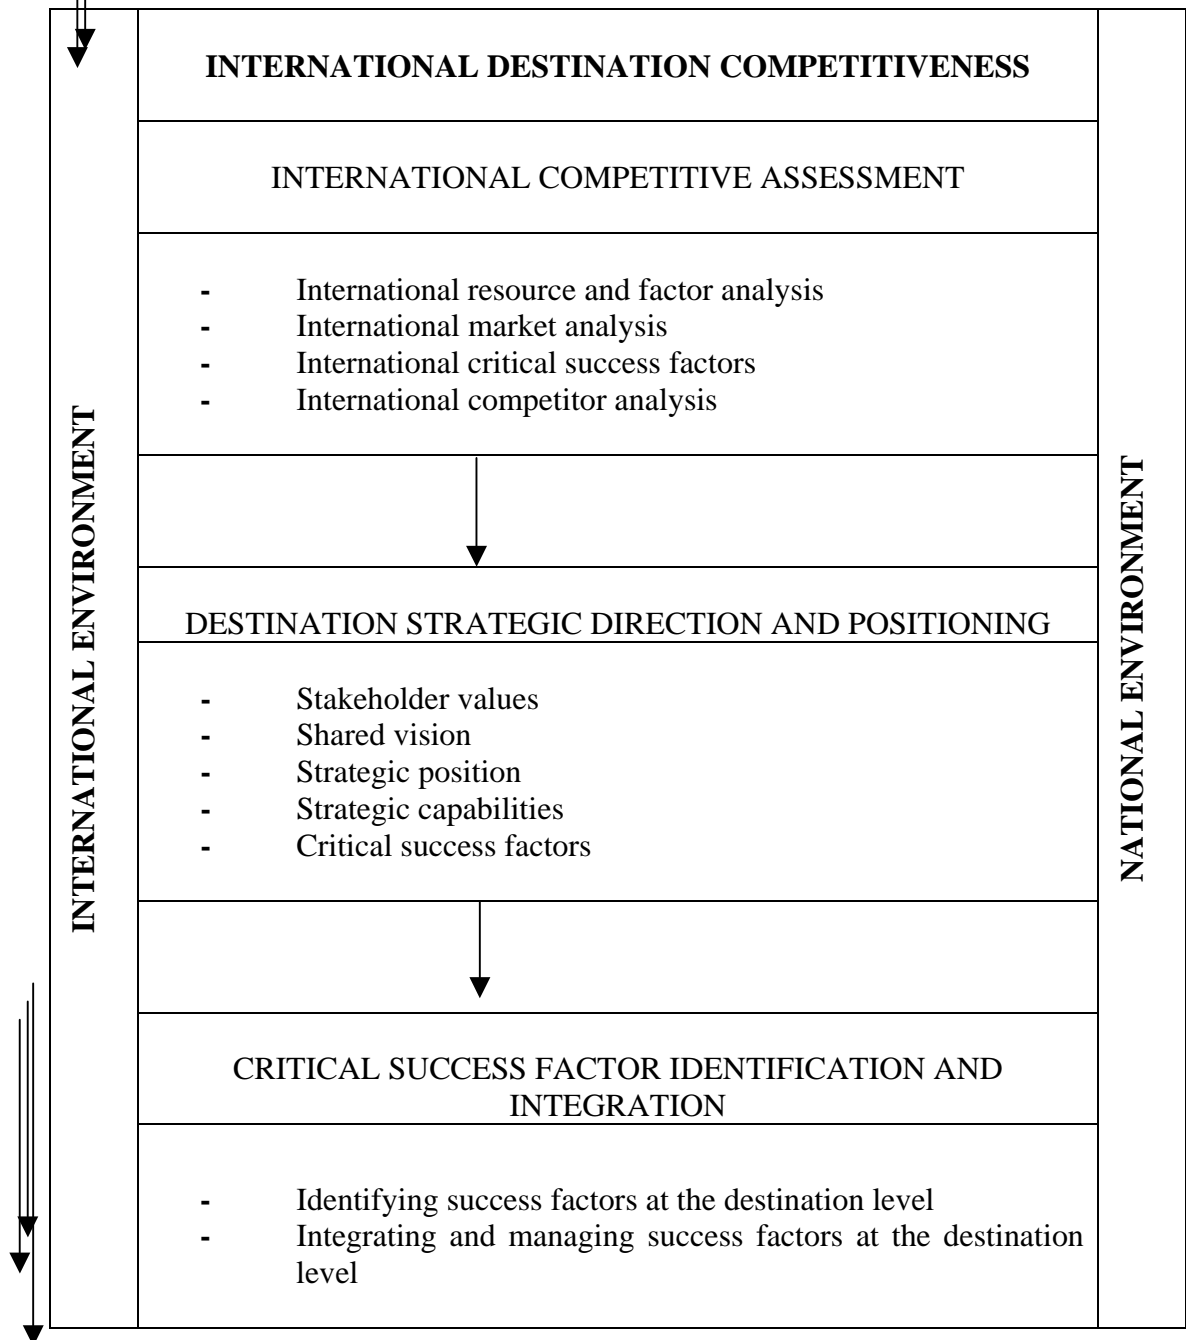 INTERNATIONAL DESTINATION COMPETITIVENESS
INTERNATIONAL COMPETITIVE ASSESSMENT
- International resource and factor analysis
- International market analysis
- International critical success factors
- International competitor analysis
INTERNATIONAL ENVIRONMENT
NATIONAL ENVIRONMENT
DESTINATION STRATEGIC DIRECTION AND POSITIONING
- Stakeholder values
- Shared vision
- Strategic position
- Strategic capabilities
- Critical success factors
CRITICAL SUCCESS FACTOR IDENTIFICATION AND
INTEGRATION
- Identifying success factors at the destination level
- Integrating and managing success factors at the destination
level